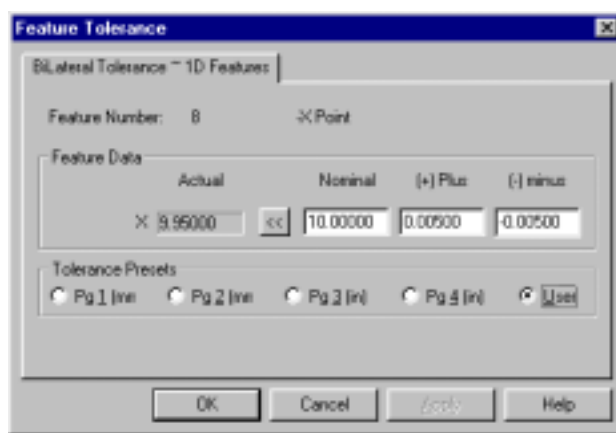 Feature Tolerance
BiLateral Tolerance ~ 1D Features
Feature Number: 8 -X Point
Feature Data
Actual Nominal (+) Plus (-) minus
X 9.95000 << 10.00000 0.00500 -0.00500
Tolerance Presets
Pg 1 (mm Pg 2 (mm Pg 3 (in) Pg 4 (in) User
OK Cancel Apply Help